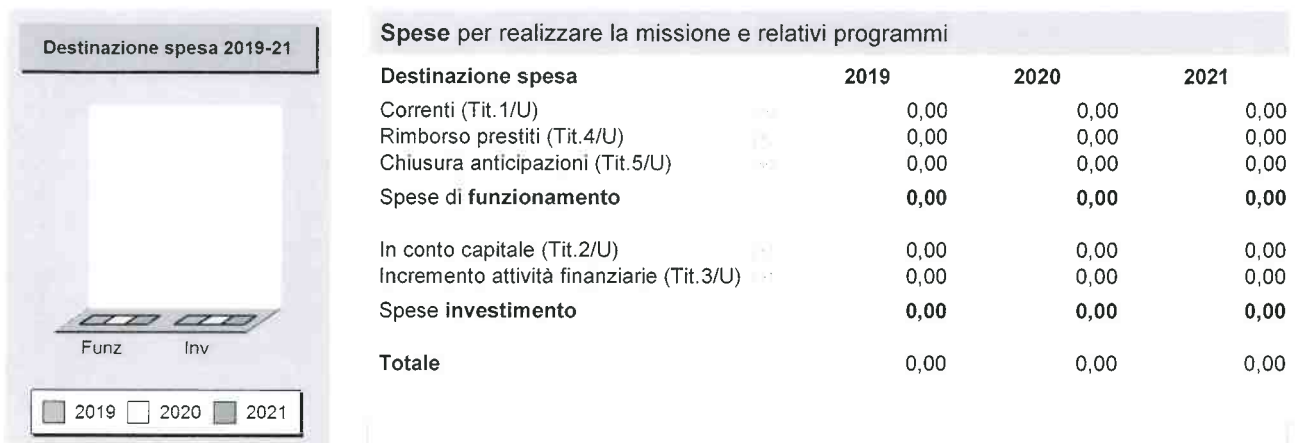 Destinazione spesa 2019-21
Funz Inv
2019 2020 2021
Spese per realizzare la missione e relativi programmi
Destinazione spesa 2019 2020 2021
Correnti (Tit.1/U) 0,00 0,00 0,00
Rimborso prestiti (Tit.4/U) 0,00 0,00 0,00
Chiusura anticipazioni (Tit.5/U) 0,00 0,00 0,00
Spese di funzionamento 0,00 0,00 0,00
In conto capitale (Tit.2/U) 0,00 0,00 0,00
Incremento attività finanziarie (Tit.3/U) 0,00 0,00 0,00
Spese investimento 0,00 0,00 0,00
Totale 0,00 0,00 0,00